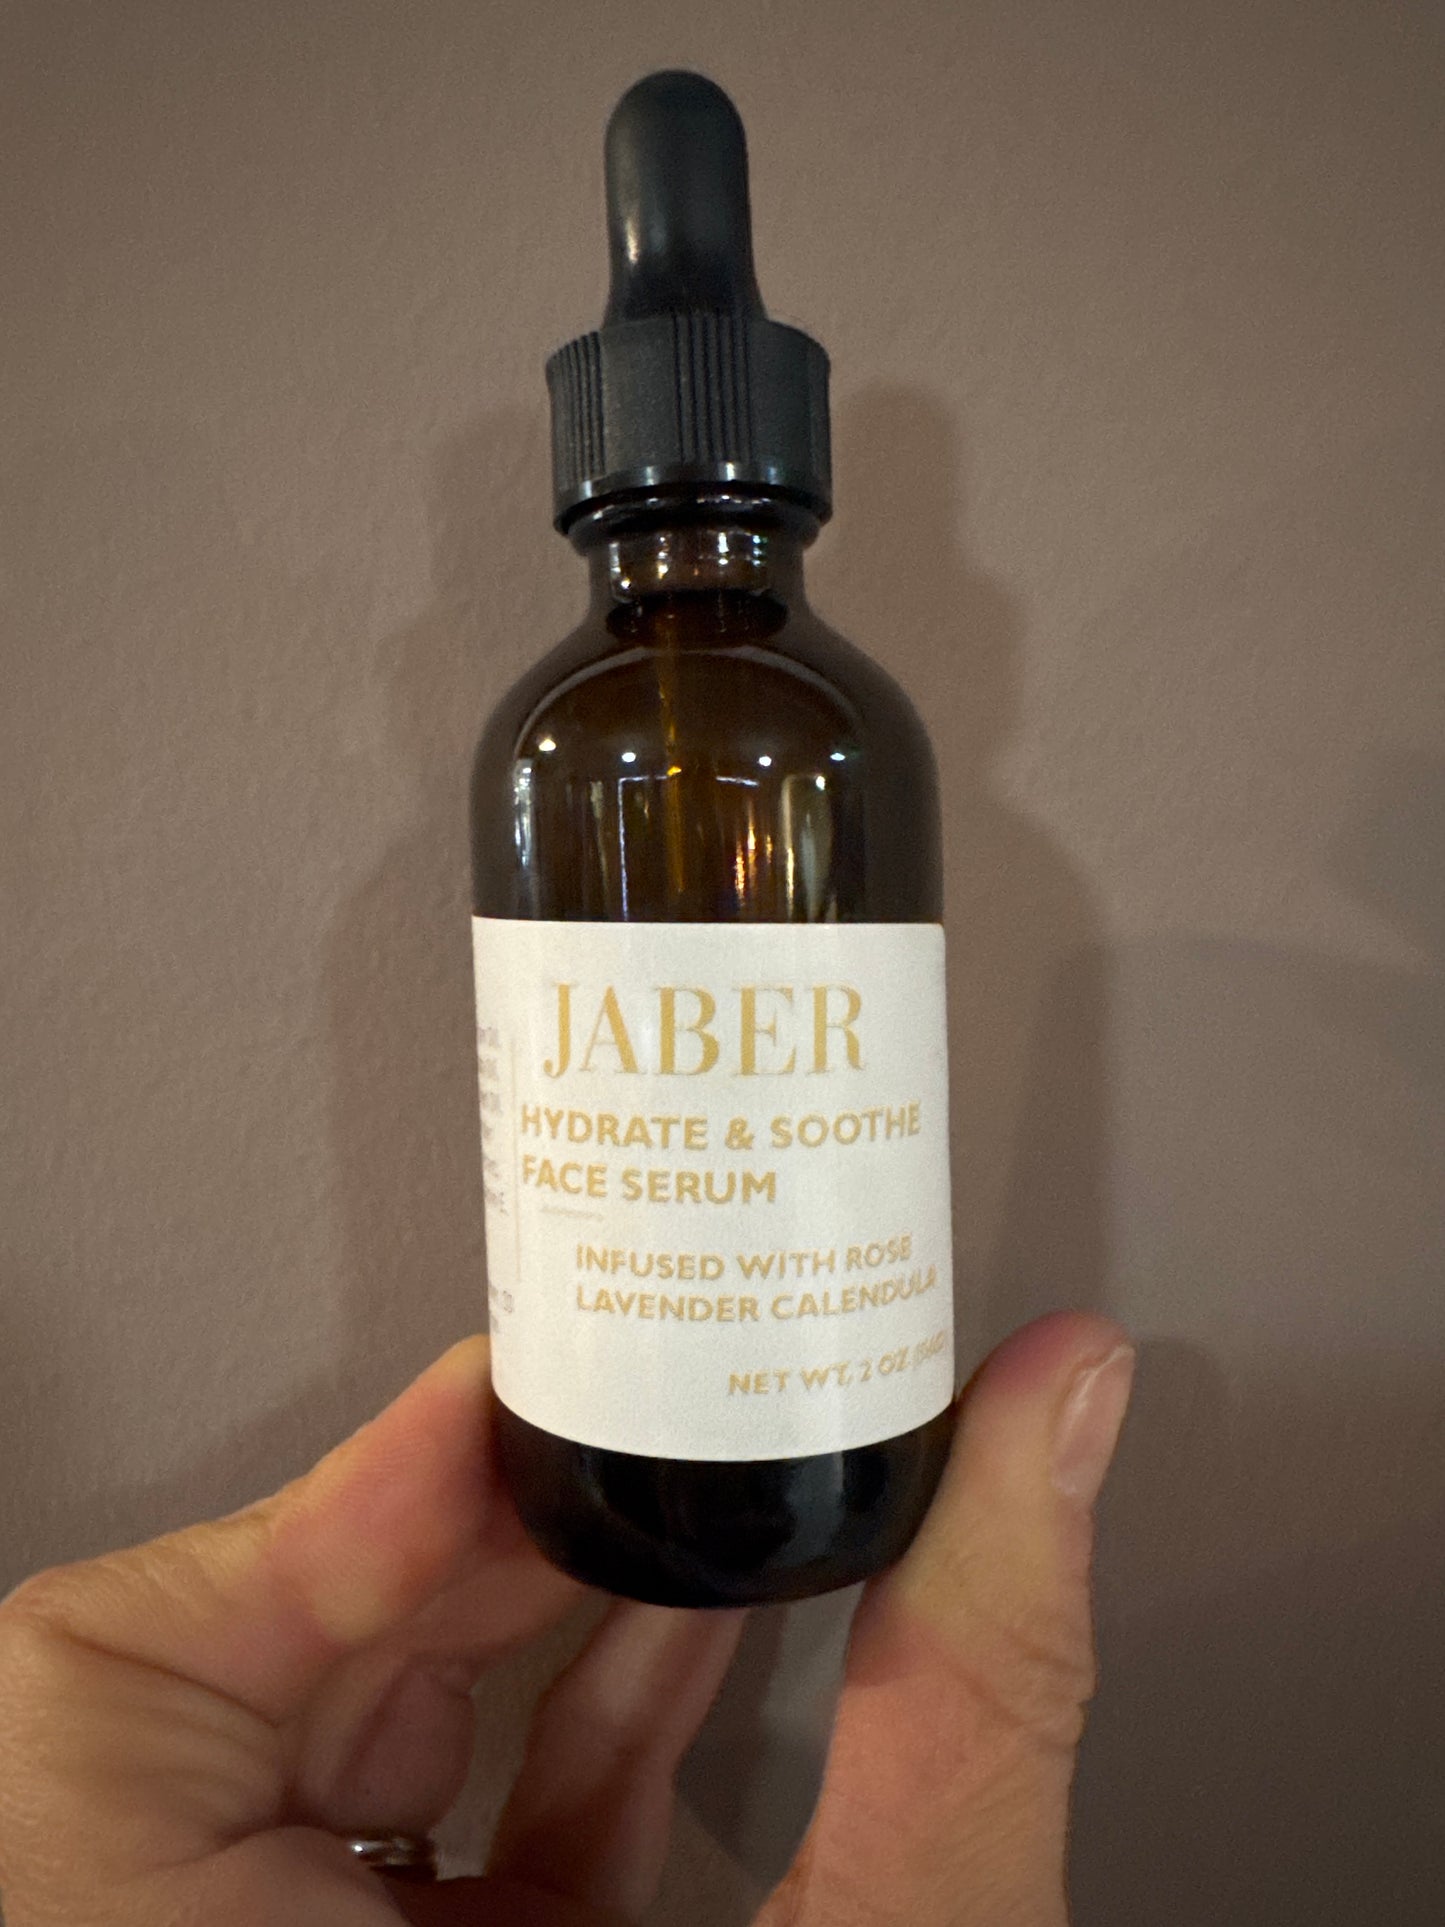 JABER
HYDRATE & SOOTHE
FACE SERUM
INFUSED WITH ROSE
LAVENDER CALENDULA
NET WT. 2 OZ